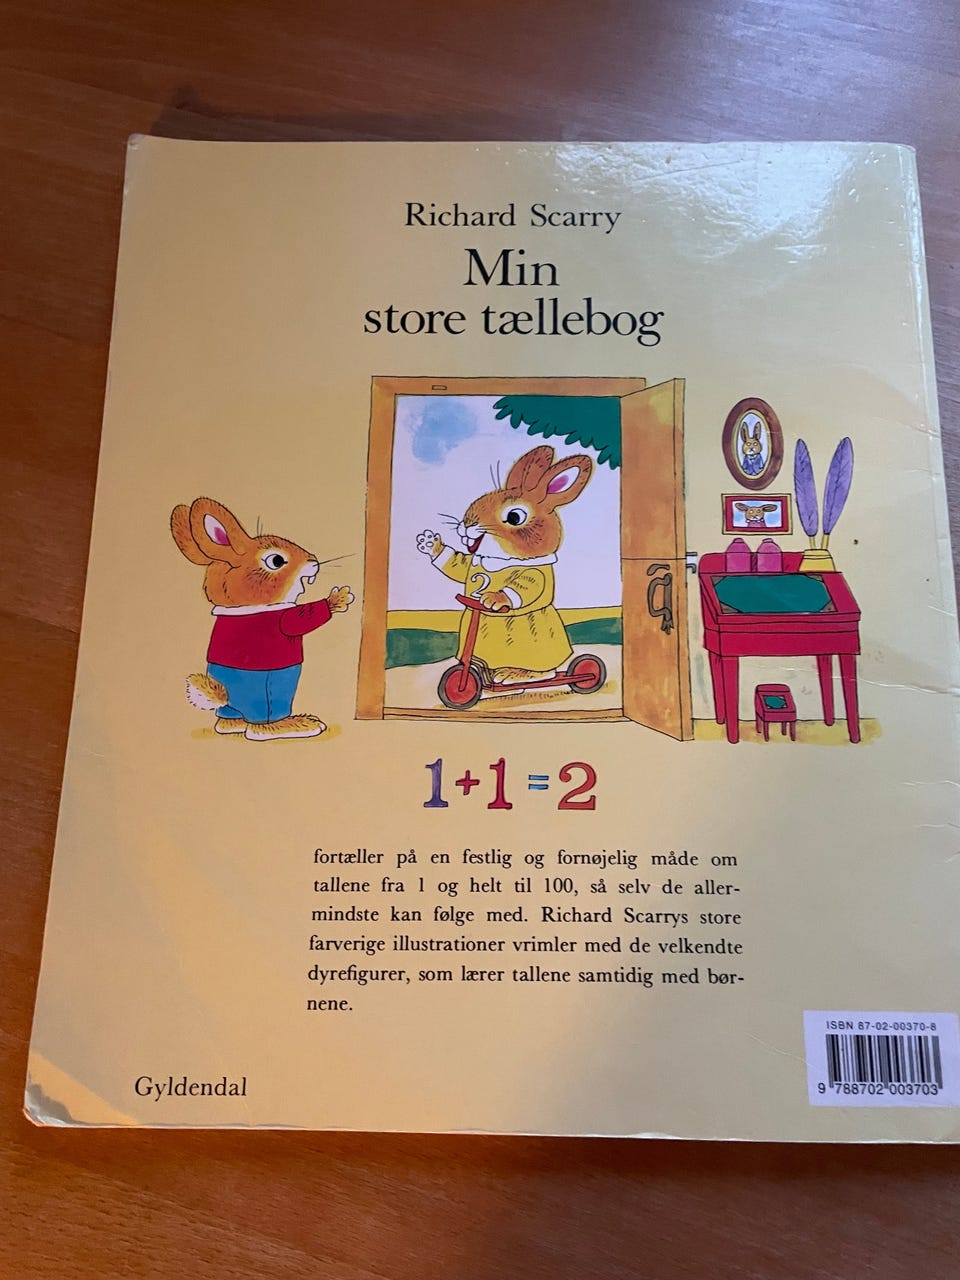 Richard Scarry
Min
store tællebog
2
1+1=2
fortæller på en festlig og fornøjelig måde om
tallene fra 1 og helt til 100, så selv de aller-
mindste kan følge med. Richard Scarrys store
farverige illustrationer vrimler med de velkendte
dyrefigurer, som lærer tallene samtidig med bør-
nene.
ISBN 87-02-00370-8
9 788702 003703
Gyldendal